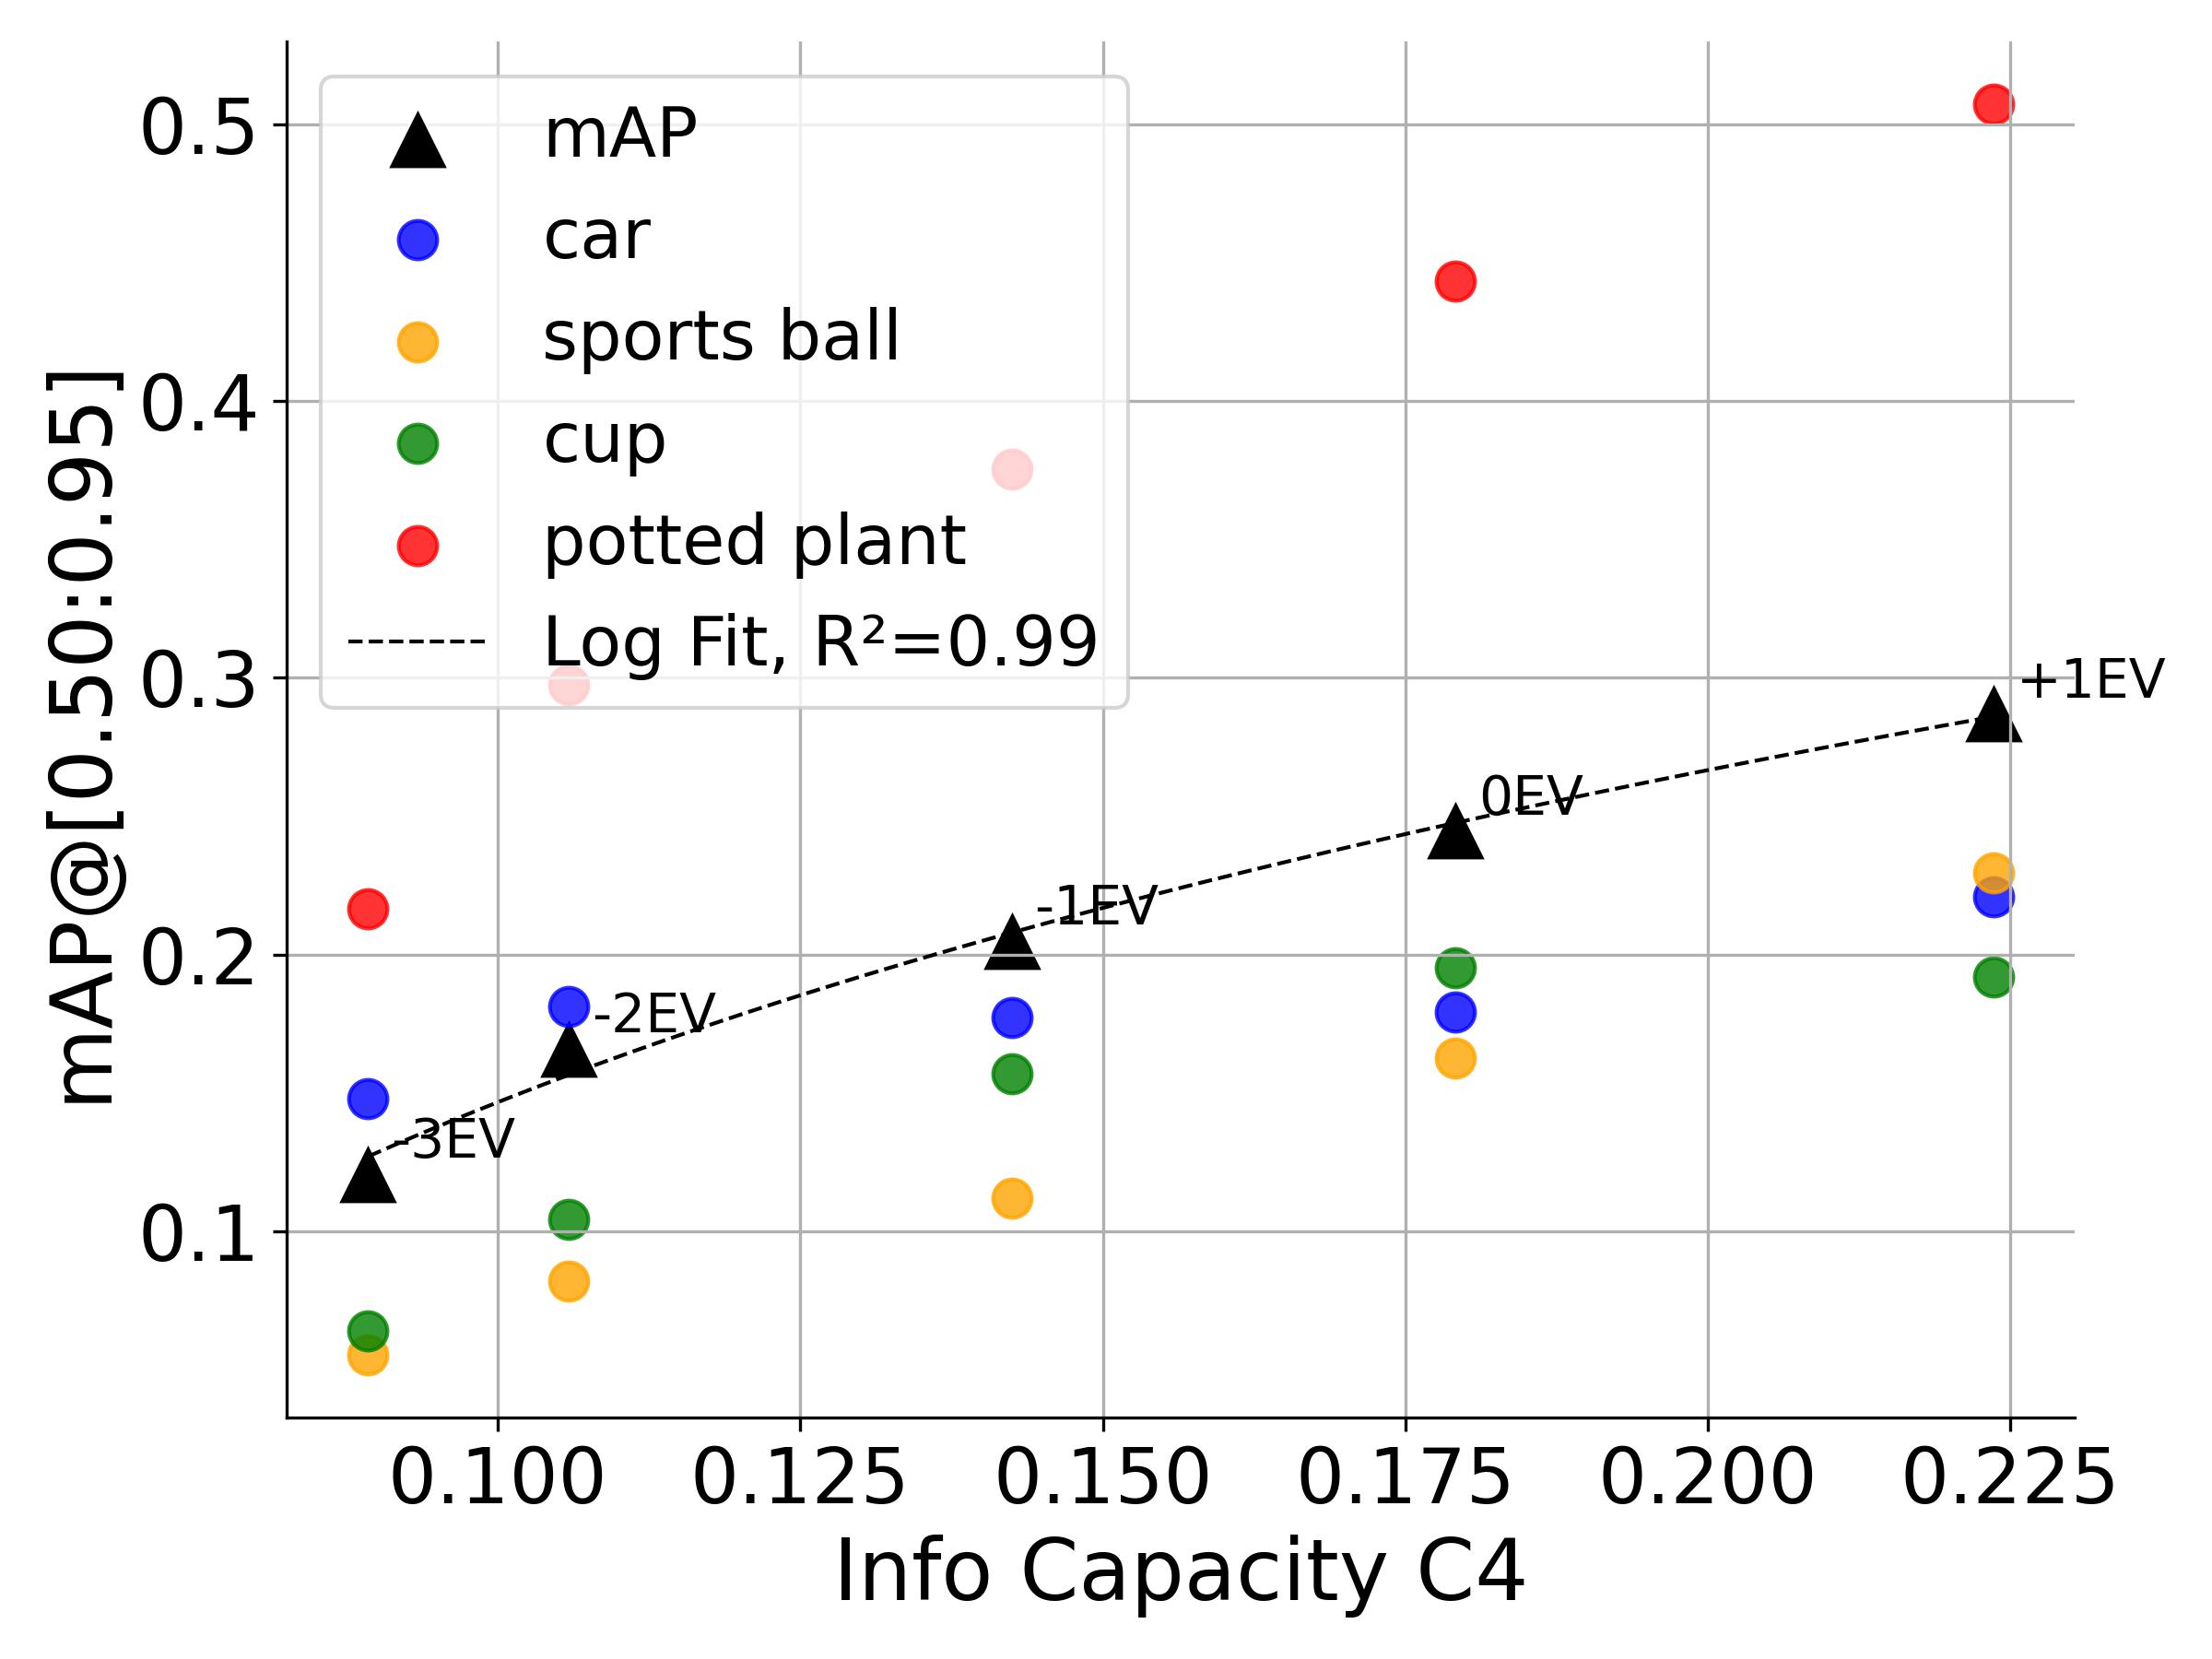 mAP
car
sports ball
cup
potted plant
Log Fit, R²=0.99
0.5
0.4
0.3
0.2
0.1
mAP@[0.50:0.95]
+1EV
0EV
-1EV
-2EV
-3EV
0.100 0.125 0.150 0.175 0.200 0.225
Info Capacity C4